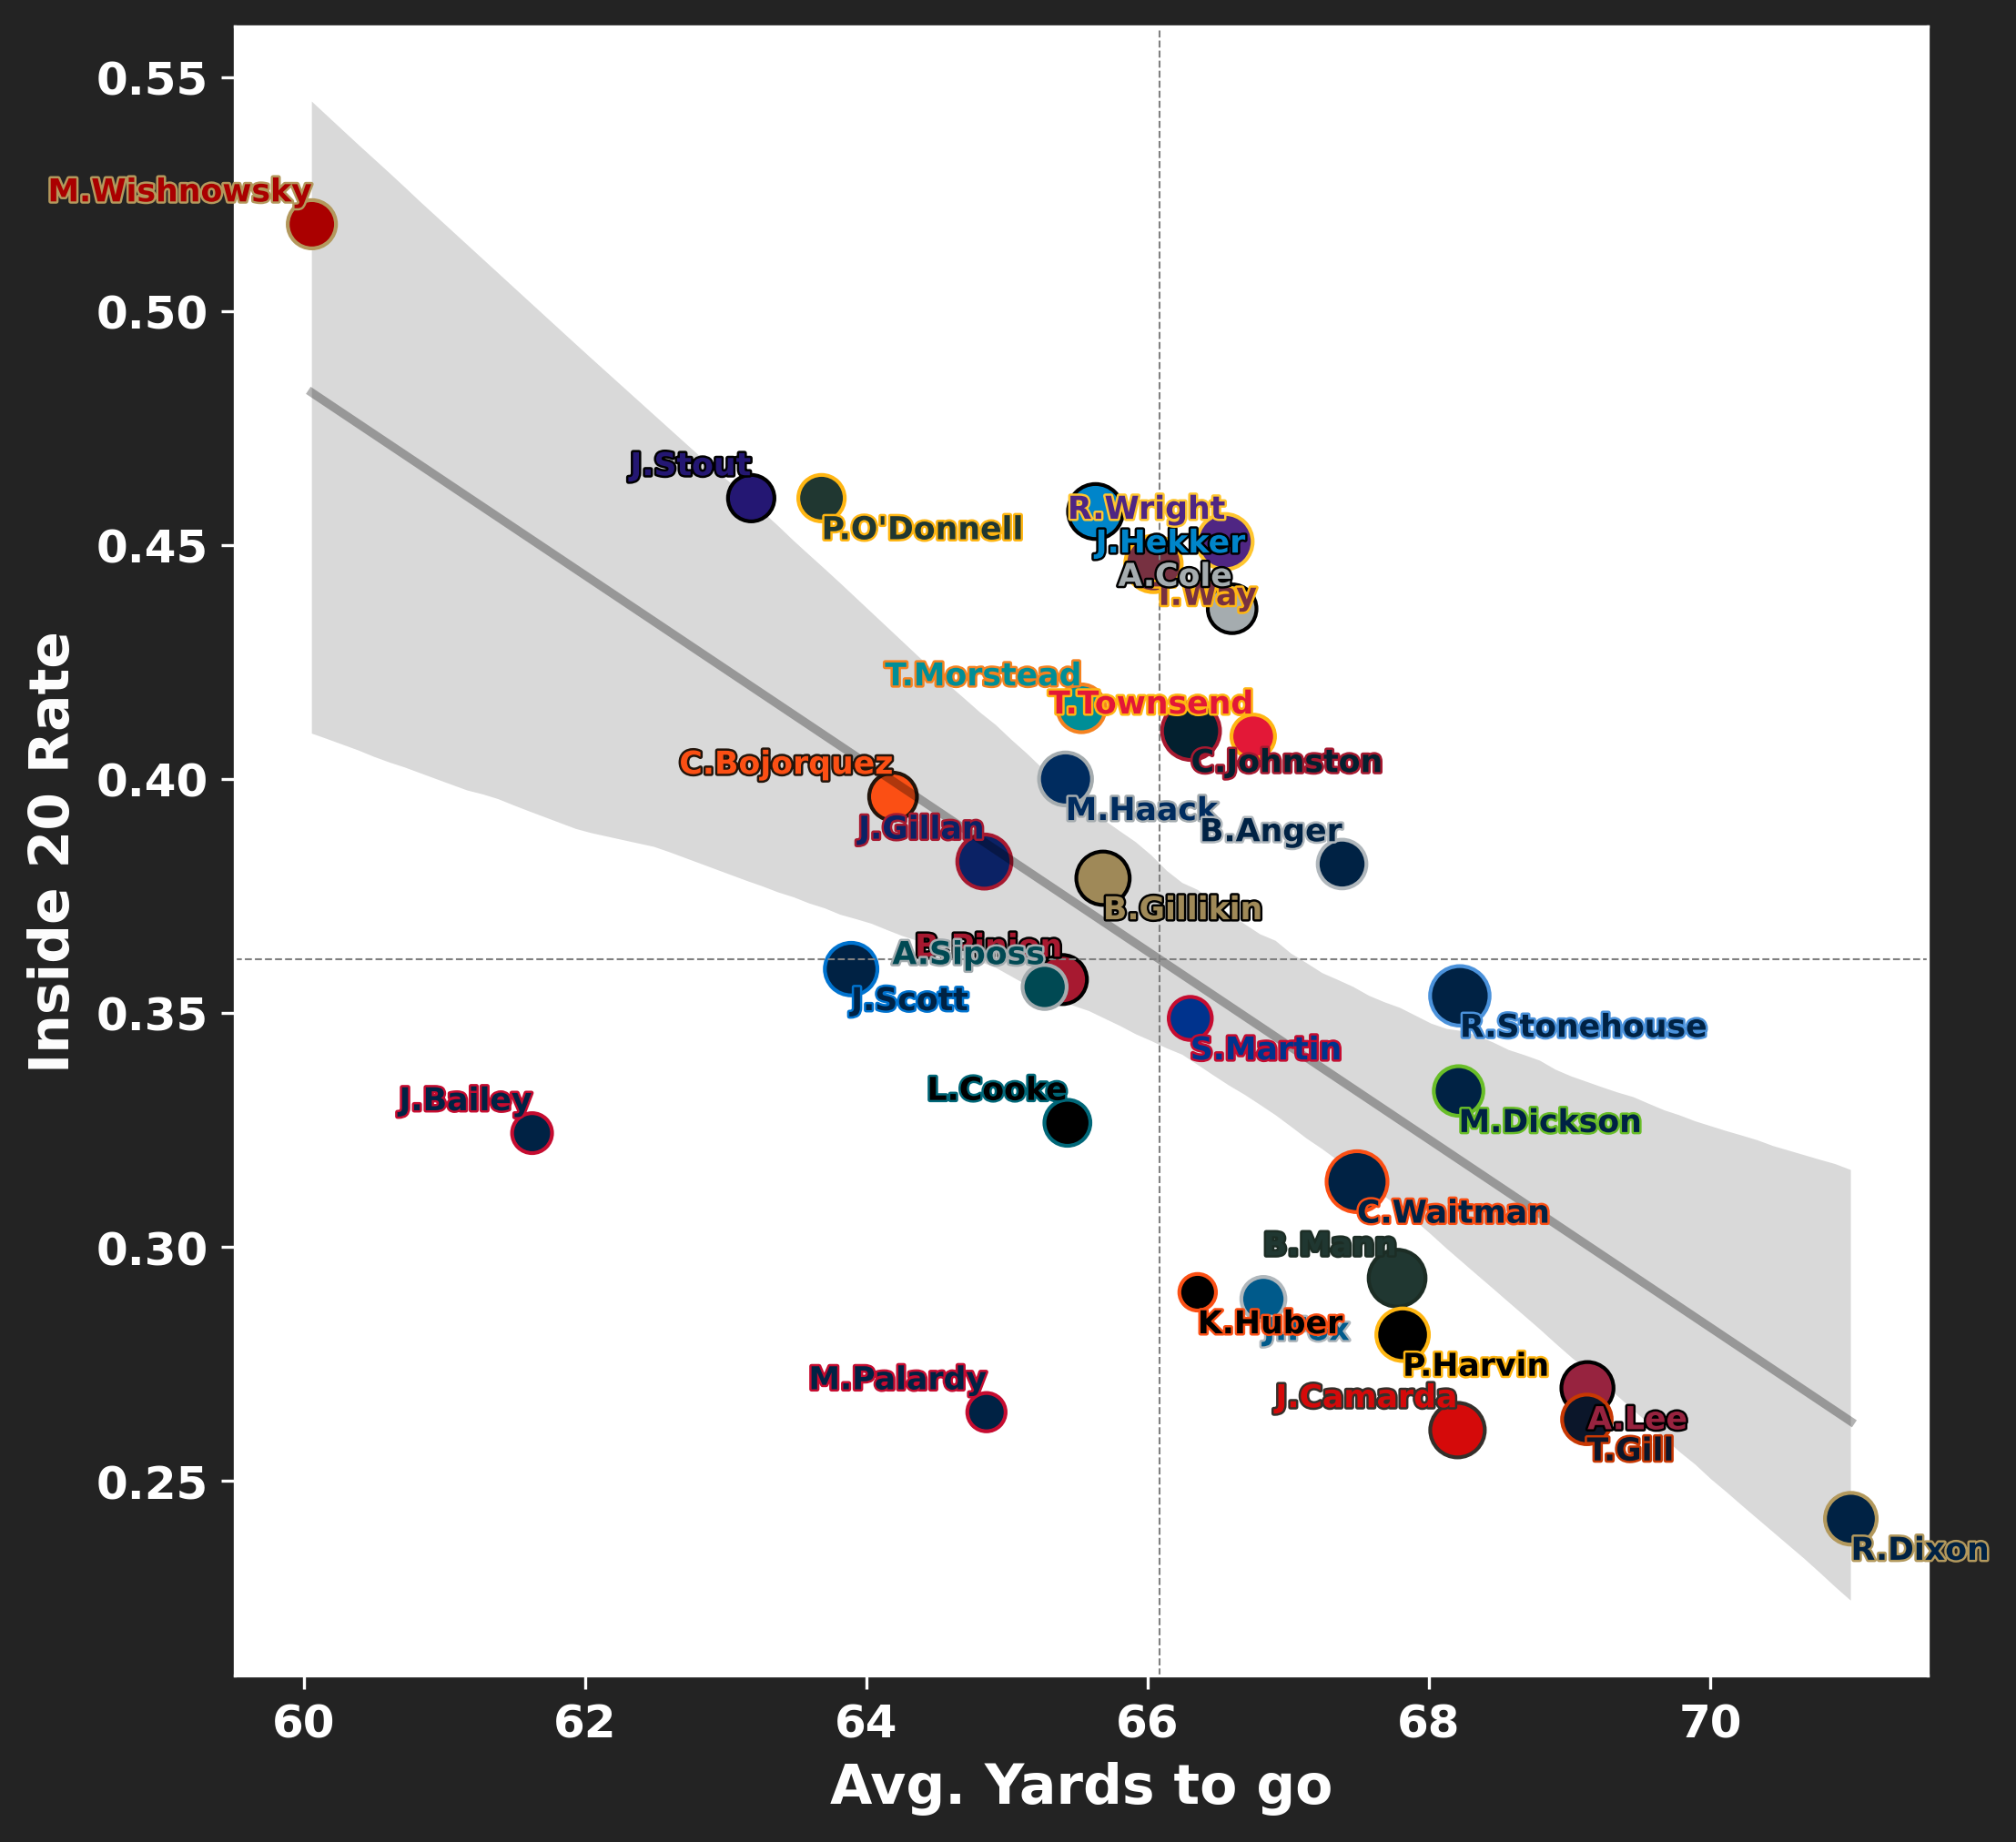 0.55
M.Wishnowsky
0.50
J.Stout
P.O'Donnell
R.Wright
0.45
J.Hekker
A.Cole
T.Way
T.Morstead
T.Townsend
C.Bojorquez
C.Johnston
0.40
M.Haack
J.Gillan
B.Anger
B.Gillikin
A.Siposs
J.Scott
0.35
R.Stonehouse
S.Martin
L.Cooke
J.Bailey
M.Dickson
C.Waitman
B.Mann
0.30
K.Huber
P.Harvin
M.Palardy
J.Camarda
A.Lee
T.Gill
0.25
R.Dixon
Inside 20 Rate
60 62 64 66 68 70
Avg. Yards to go